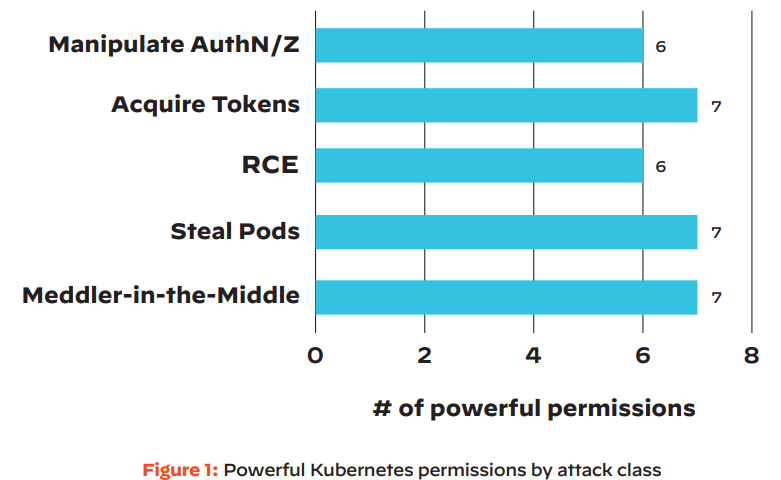 Manipulate AuthN/Z 6
Acquire Tokens 7
RCE 6
Steal Pods 7
Meddler-in-the-Middle 7
0 2 4 6 8
# of powerful permissions
Figure 1: Powerful Kubernetes permissions by attack class